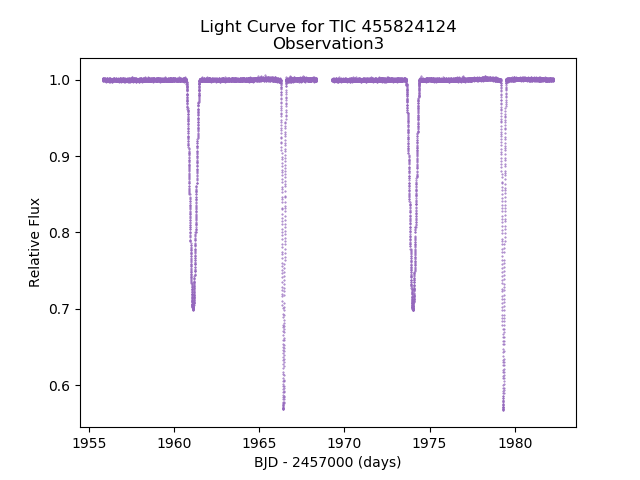 Light Curve for TIC 455824124
Observation3
1.0
0.9
0.8
0.7
0.6
Relative Flux
1955
1960
1965
1970
1975
1980
BJD - 2457000 (days)